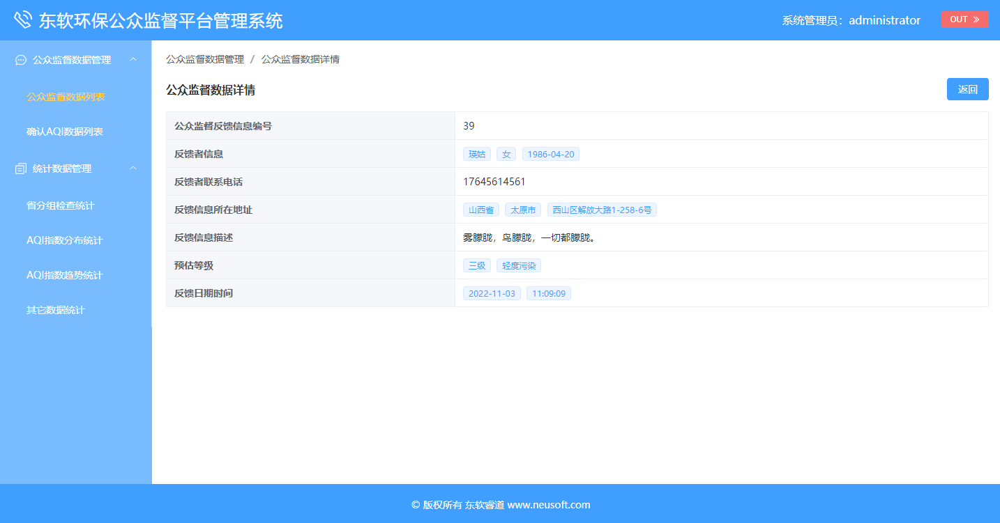 东软环保公众监督平台管理系统
系统管理员：administrator
OUT
公众监督数据管理
公众监督数据列表
确认AQI数据列表
统计数据管理
省分组检查统计
AQI指数分布统计
AQI指数趋势统计
其它数据统计
公众监督数据管理 / 公众监督数据详情
公众监督数据详情
返回
公众监督反馈信息编号 39
反馈者信息 瑛姑 女 1986-04-20
反馈者联系电话 17645614561
反馈信息所在地址 山西省 太原市 西山区解放大路1-258-6号
反馈信息描述 雾朦胧，鸟朦胧，一切都朦胧。
预估等级 三级 轻度污染
反馈日期时间 2022-11-03 11:09:09
© 版权所有 东软睿道 www.neusoft.com